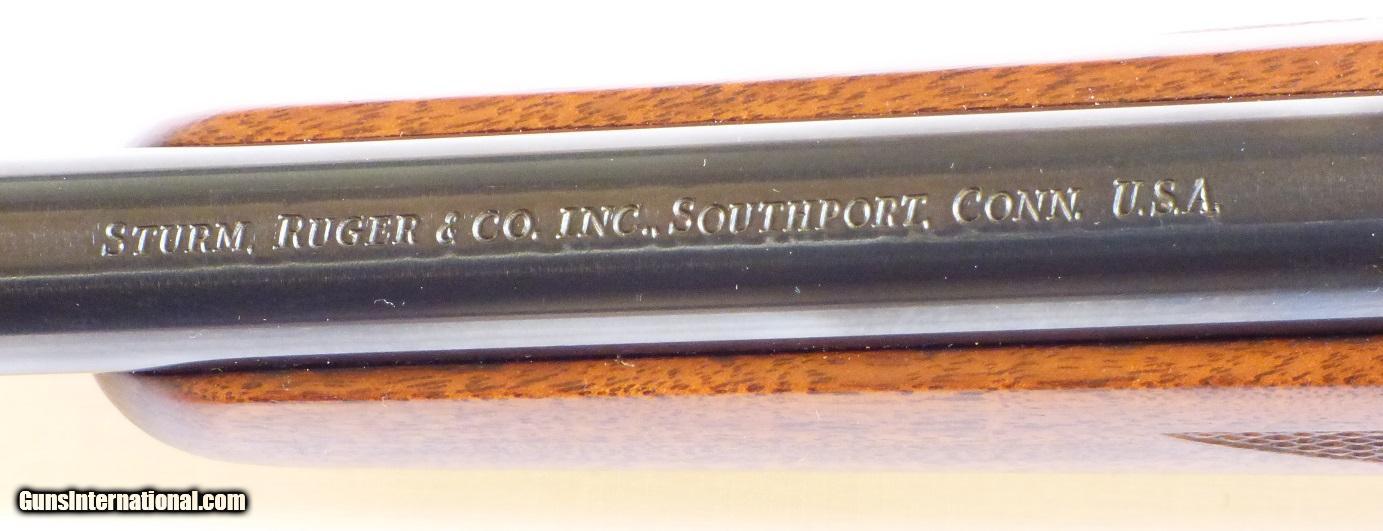 STURM, RUGER & CO. INC., SOUTHPORT, CONN. U.S.A.
GunsInternational.com